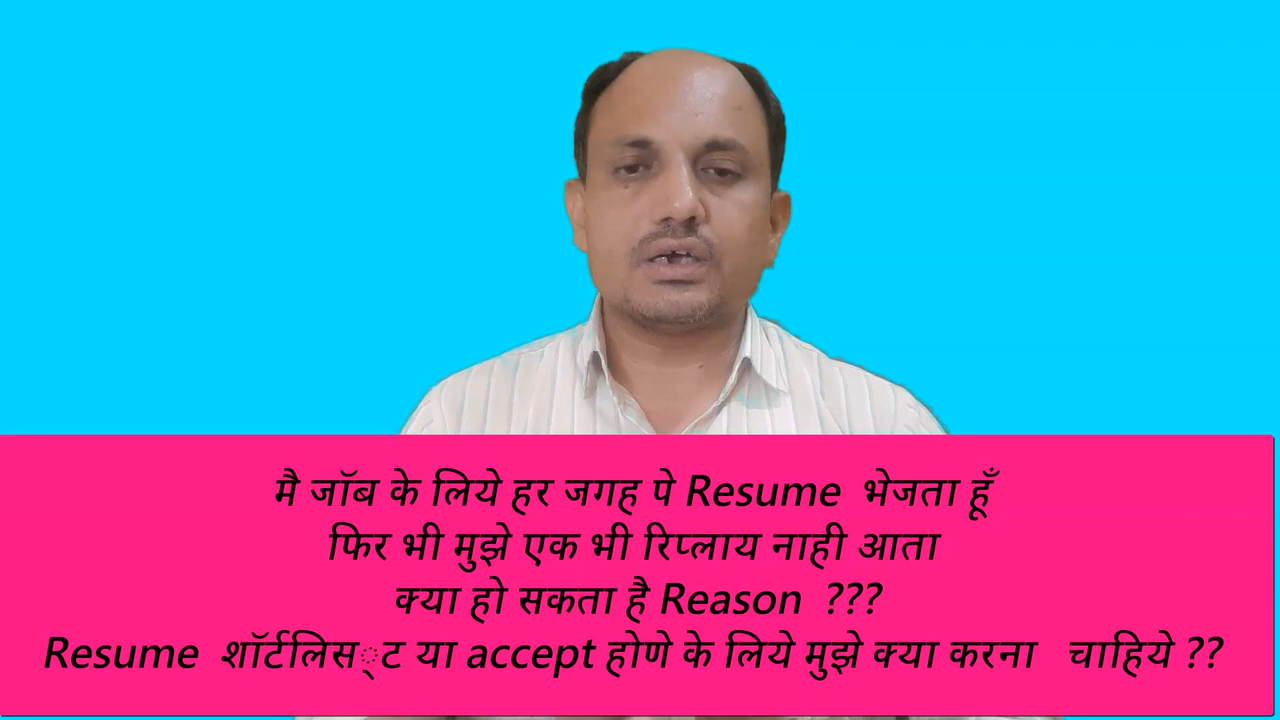 मै जॉब के लिये हर जगह पे Resume भेजता हूँ
फिर भी मुझे एक भी रिप्लाय नाही आता
क्या हो सकता है Reason ???
Resume शॉर्टलिस्ट या accept होणे के लिये मुझे क्या करना चाहिये ??